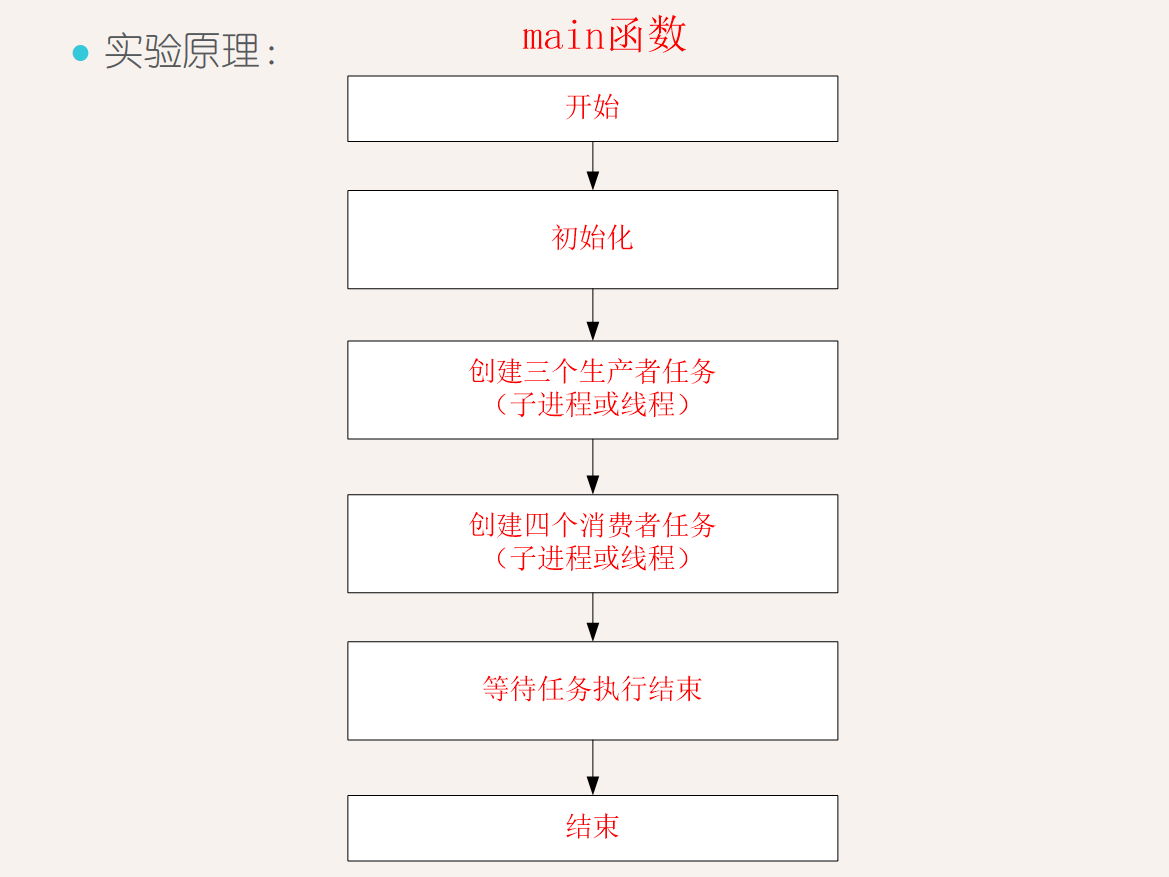 实验原理：
main函数
开始
初始化
创建三个生产者任务
（子进程或线程）
创建四个消费者任务
（子进程或线程）
等待任务执行结束
结束